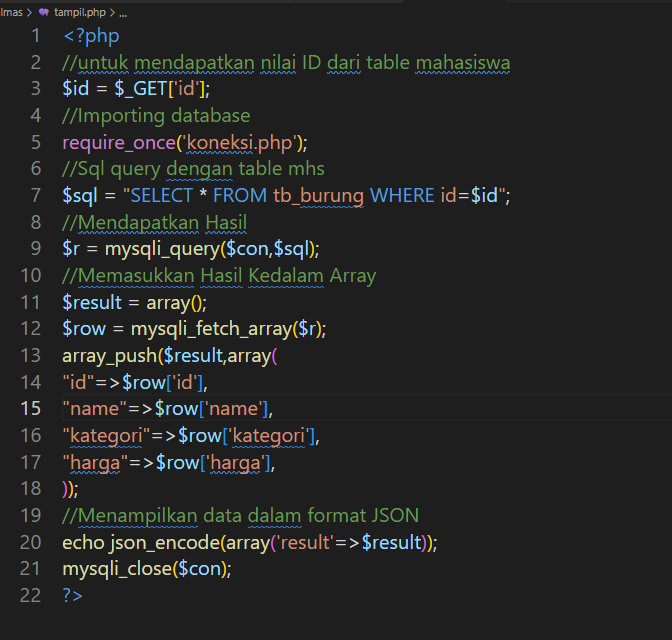 lmas > tampil.php > ...
1 <?php
2 //untuk mendapatkan nilai ID dari table mahasiswa
3 $id = $_GET['id'];
4 //Importing database
5 require_once('koneksi.php');
6 //Sql query dengan table mhs
7 $sql = "SELECT * FROM tb_burung WHERE id=$id";
8 //Mendapatkan Hasil
9 $r = mysqli_query($con,$sql);
10 //Memasukkan Hasil Kedalam Array
11 $result = array();
12 $row = mysqli_fetch_array($r);
13 array_push($result,array(
14 "id"=>$row['id'],
15 "name"=>$row['name'],
16 "kategori"=>$row['kategori'],
17 "harga"=>$row['harga'],
18 ));
19 //Menampilkan data dalam format JSON
20 echo json_encode(array('result'=>$result));
21 mysqli_close($con);
22 ?>